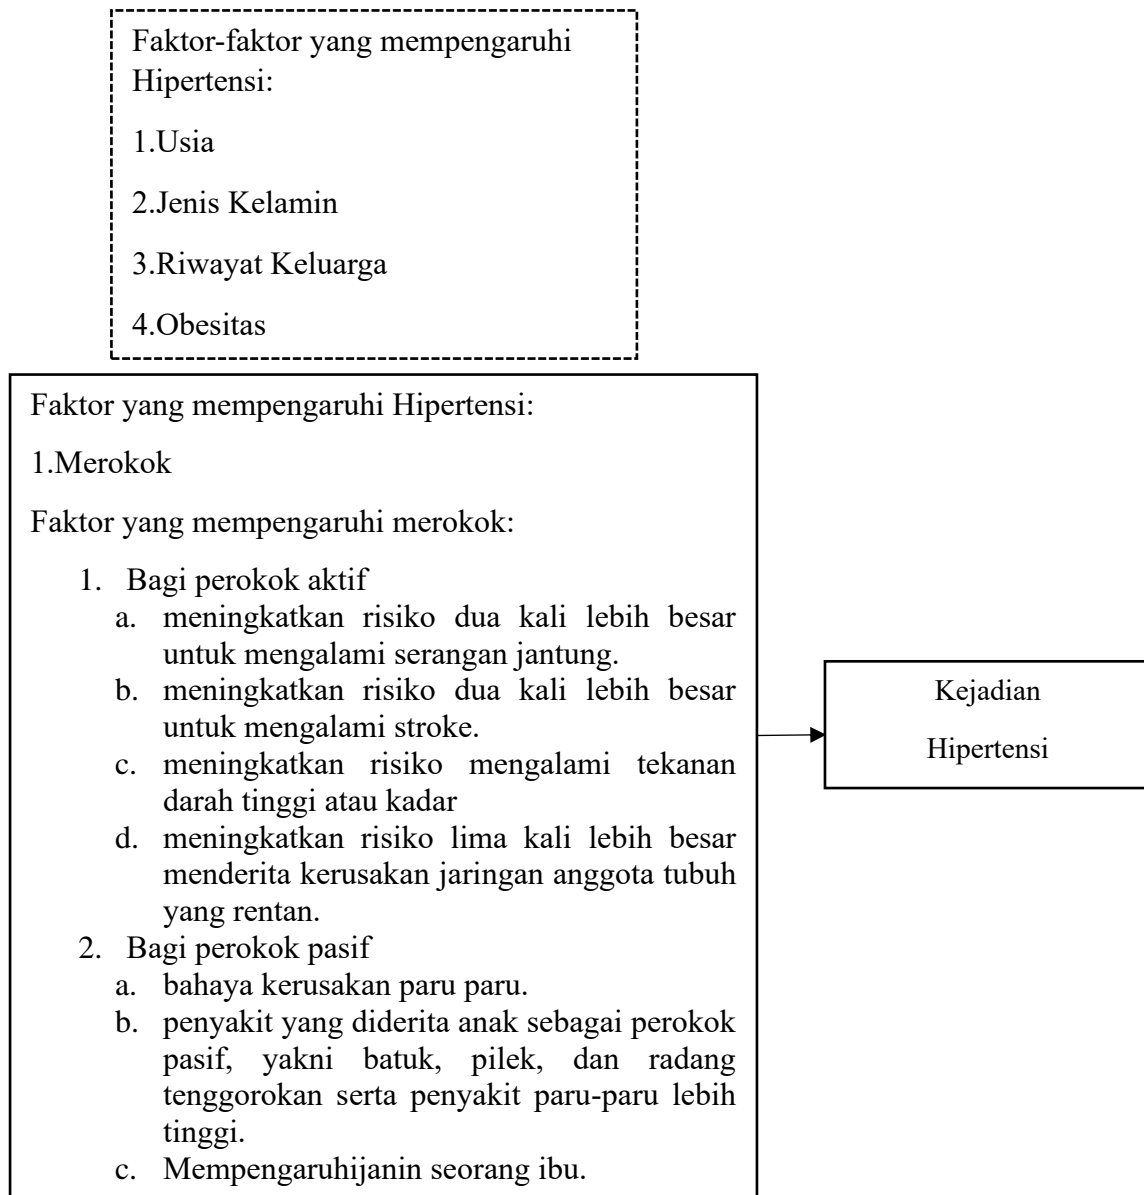 Faktor-faktor yang mempengaruhi
Hipertensi:
1.Usia
2.Jenis Kelamin
3.Riwayat Keluarga
4.Obesitas
Faktor yang mempengaruhi Hipertensi:
1.Merokok
Faktor yang mempengaruhi merokok:
1. Bagi perokok aktif
a. meningkatkan risiko dua kali lebih besar
untuk mengalami serangan jantung.
b. meningkatkan risiko dua kali lebih besar
untuk mengalami stroke.
c. meningkatkan risiko mengalami tekanan
darah tinggi atau kadar
d. meningkatkan risiko lima kali lebih besar
menderita kerusakan jaringan anggota tubuh
yang rentan.
2. Bagi perokok pasif
a. bahaya kerusakan paru paru.
b. penyakit yang diderita anak sebagai perokok
pasif, yakni batuk, pilek, dan radang
tenggorokan serta penyakit paru-paru lebih
tinggi.
c. Mempengaruhijanin seorang ibu.
Kejadian
Hipertensi